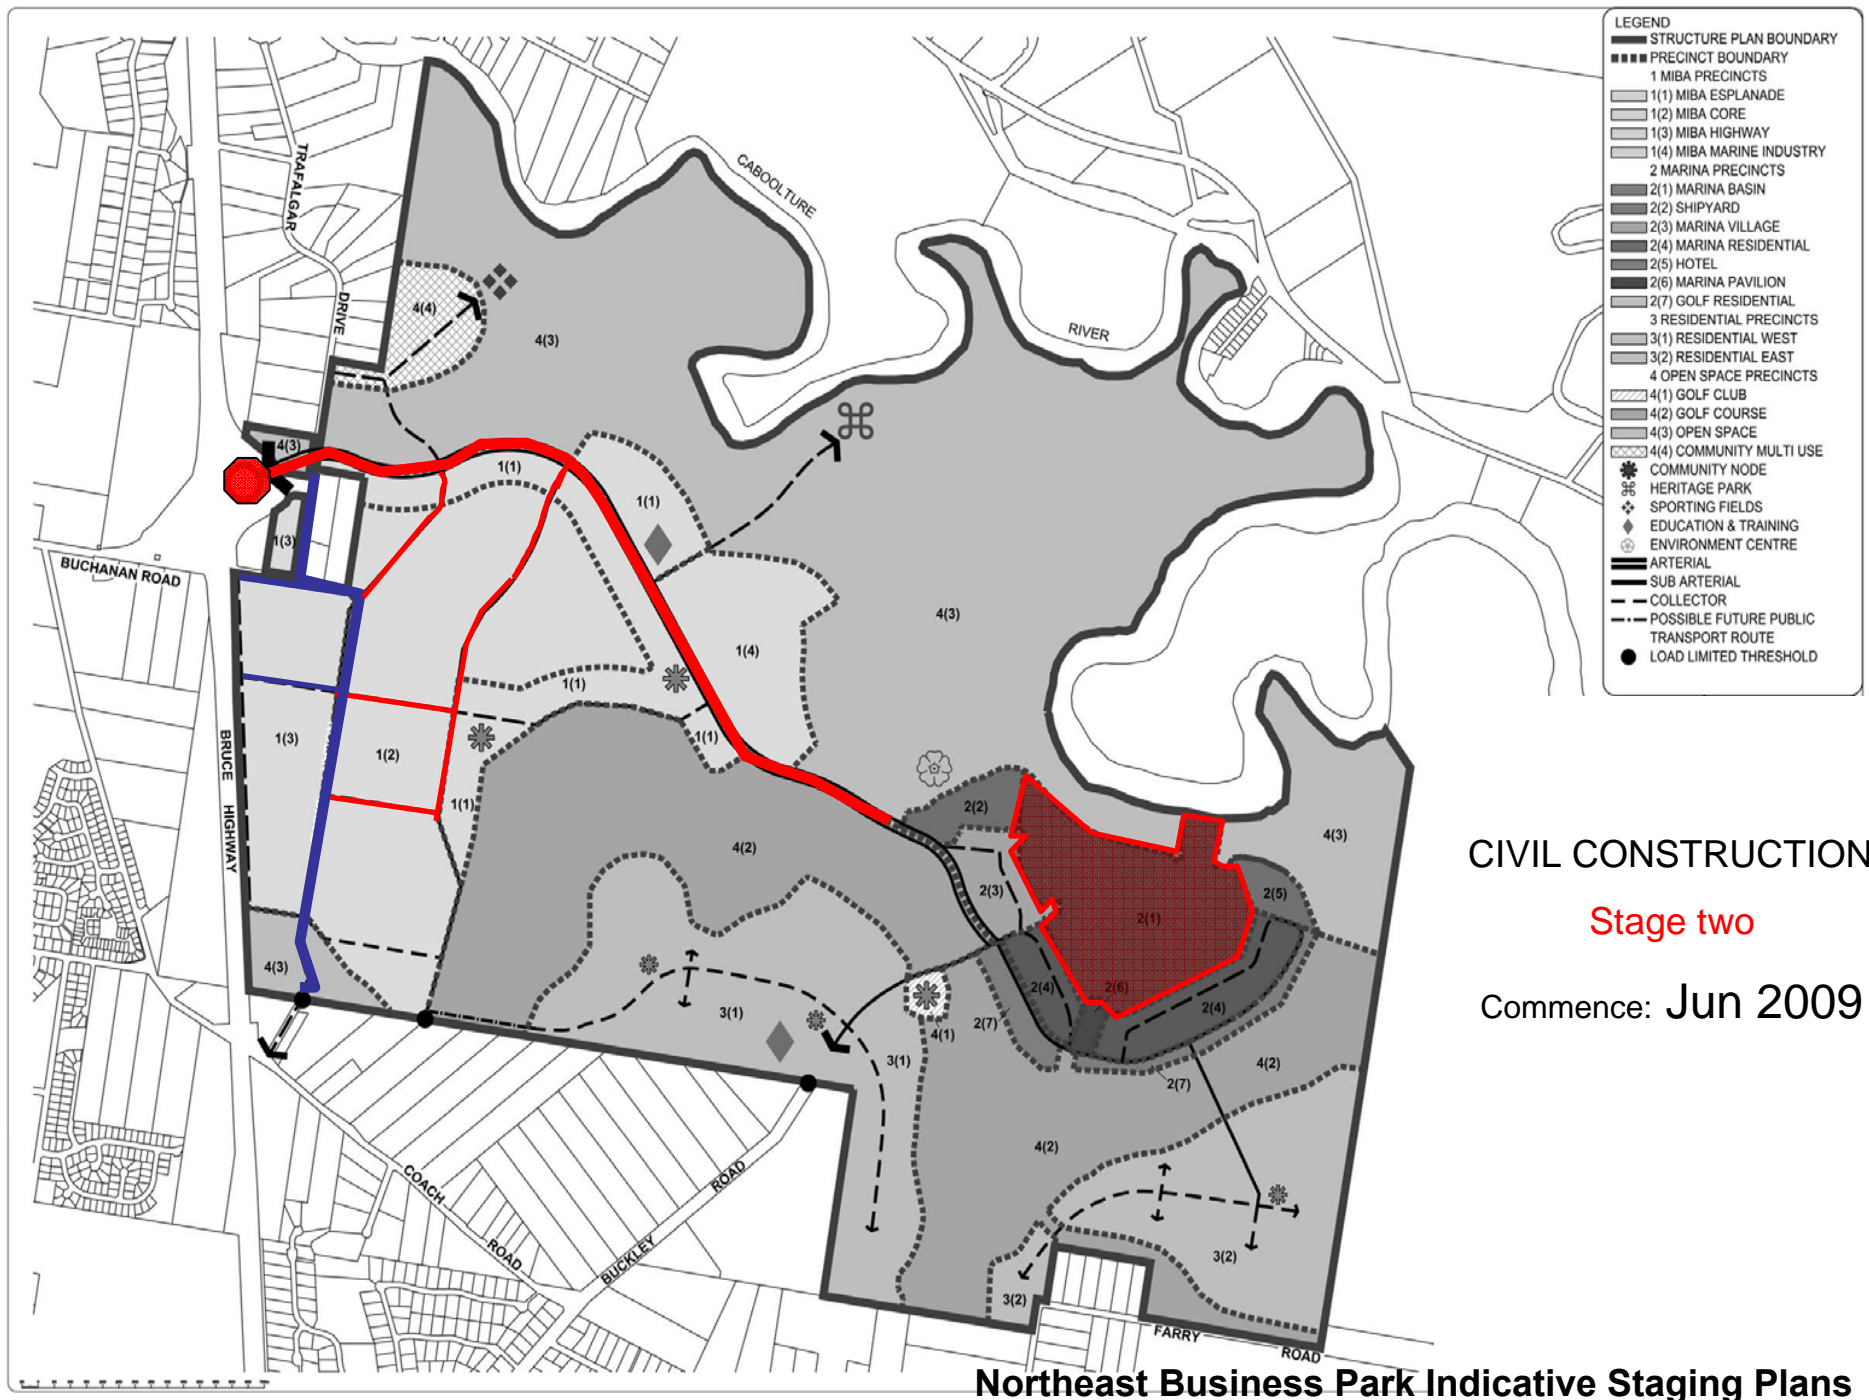 LEGEND
STRUCTURE PLAN BOUNDARY
PRECINCT BOUNDARY
1 MIBA PRECINCTS
1(1) MIBA ESPLANADE
1(2) MIBA CORE
1(3) MIBA HIGHWAY
1(4) MIBA MARINE INDUSTRY
2 MARINA PRECINCTS
2(1) MARINA BASIN
2(2) SHIPYARD
2(3) MARINA VILLAGE
2(4) MARINA RESIDENTIAL
2(5) HOTEL
2(6) MARINA PAVILION
2(7) GOLF RESIDENTIAL
3 RESIDENTIAL PRECINCTS
3(1) RESIDENTIAL WEST
3(2) RESIDENTIAL EAST
4 OPEN SPACE PRECINCTS
4(1) GOLF CLUB
4(2) GOLF COURSE
4(3) OPEN SPACE
4(4) COMMUNITY MULTI USE
COMMUNITY NODE
HERITAGE PARK
SPORTING FIELDS
EDUCATION & TRAINING
ENVIRONMENT CENTRE
ARTERIAL
SUB ARTERIAL
COLLECTOR
POSSIBLE FUTURE PUBLIC
TRANSPORT ROUTE
LOAD LIMITED THRESHOLD
TRAFALGAR
DRIVE
CABOOLTURE
RIVER
4(4)
4(3)
4(3)
1(1)
1(1)
1(3)
BUCHANAN ROAD
4(3)
1(4)
1(1)
1(3)
1(2)
1(1)
BRUCE
HIGHWAY
1(1)
2(2)
4(3)
4(2)
2(3)
2(5)
2(1)
4(3)
2(4)
2(6)
2(4)
3(1)
2(7)
4(1)
3(1)
4(2)
2(7)
4(2)
COACH
ROAD
BUCKLEY
ROAD
3(2)
3(2)
FARRY
ROAD
CIVIL CONSTRUCTION
Stage two
Commence: Jun 2009
Northeast Business Park Indicative Staging Plans